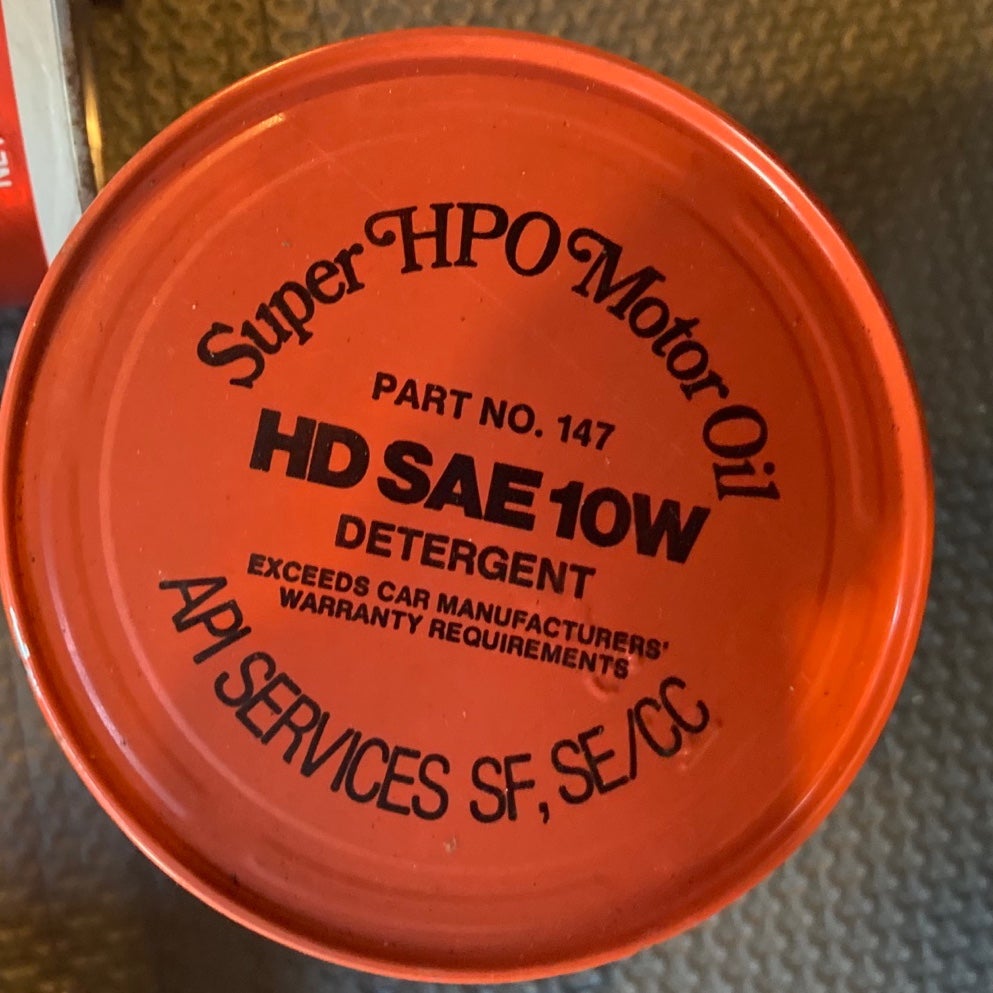 Super HPO Motor Oil
PART NO. 147
HD SAE 10W
DETERGENT
EXCEEDS CAR MANUFACTURERS'
WARRANTY REQUIREMENTS
API SERVICES SF, SE/CC